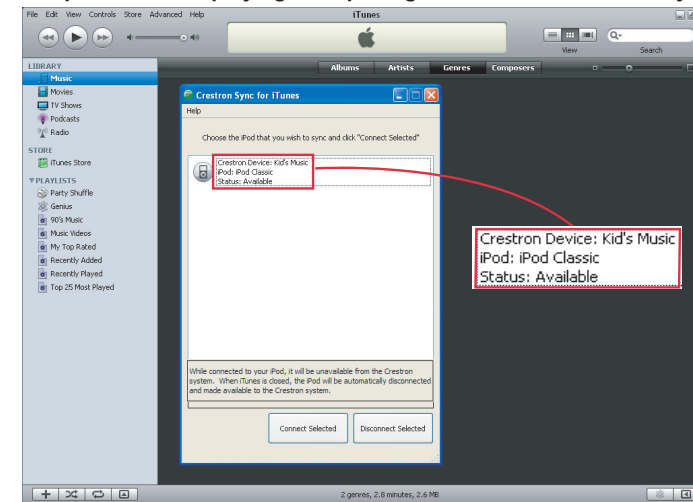 File Edit View Controls Store Advanced Help
iTunes
View
Search
Q-
LIBRARY
Music
Movies
TV Shows
Podcasts
Radio
STORE
iTunes Store
PLAYLISTS
Party Shuffle
Genius
90's Music
Music Videos
My Top Rated
Recently Added
Recently Played
Top 25 Most Played
Albums Artists Genres Composers
Crestron Sync for iTunes
Help
Choose the iPod that you wish to sync and click "Connect Selected"
Crestron Device: Kid's Music
iPod: iPod Classic
Status: Available
Crestron Device: Kid's Music
iPod: iPod Classic
Status: Available
While connected to your iPod, it will be unavailable from the Crestron
system. When iTunes is closed, the iPod will be automatically disconnected
and made available to the Crestron system.
Connect Selected
Disconnect Selected
2 genres, 2.8 minutes, 2.6 MB